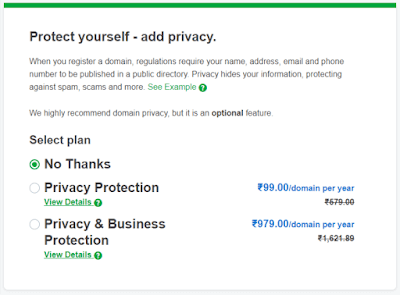 Protect yourself - add privacy.
When you register a domain, regulations require your name, address, email and phone
number to be published in a public directory. Privacy hides your information, protecting
against spam, scams and more. See Example ?
We highly recommend domain privacy, but it is an optional feature.
Select plan
No Thanks
Privacy Protection ₹99.00/domain per year
View Details ? ₹579.00
Privacy & Business ₹979.00/domain per year
Protection ₹1,621.89
View Details ?